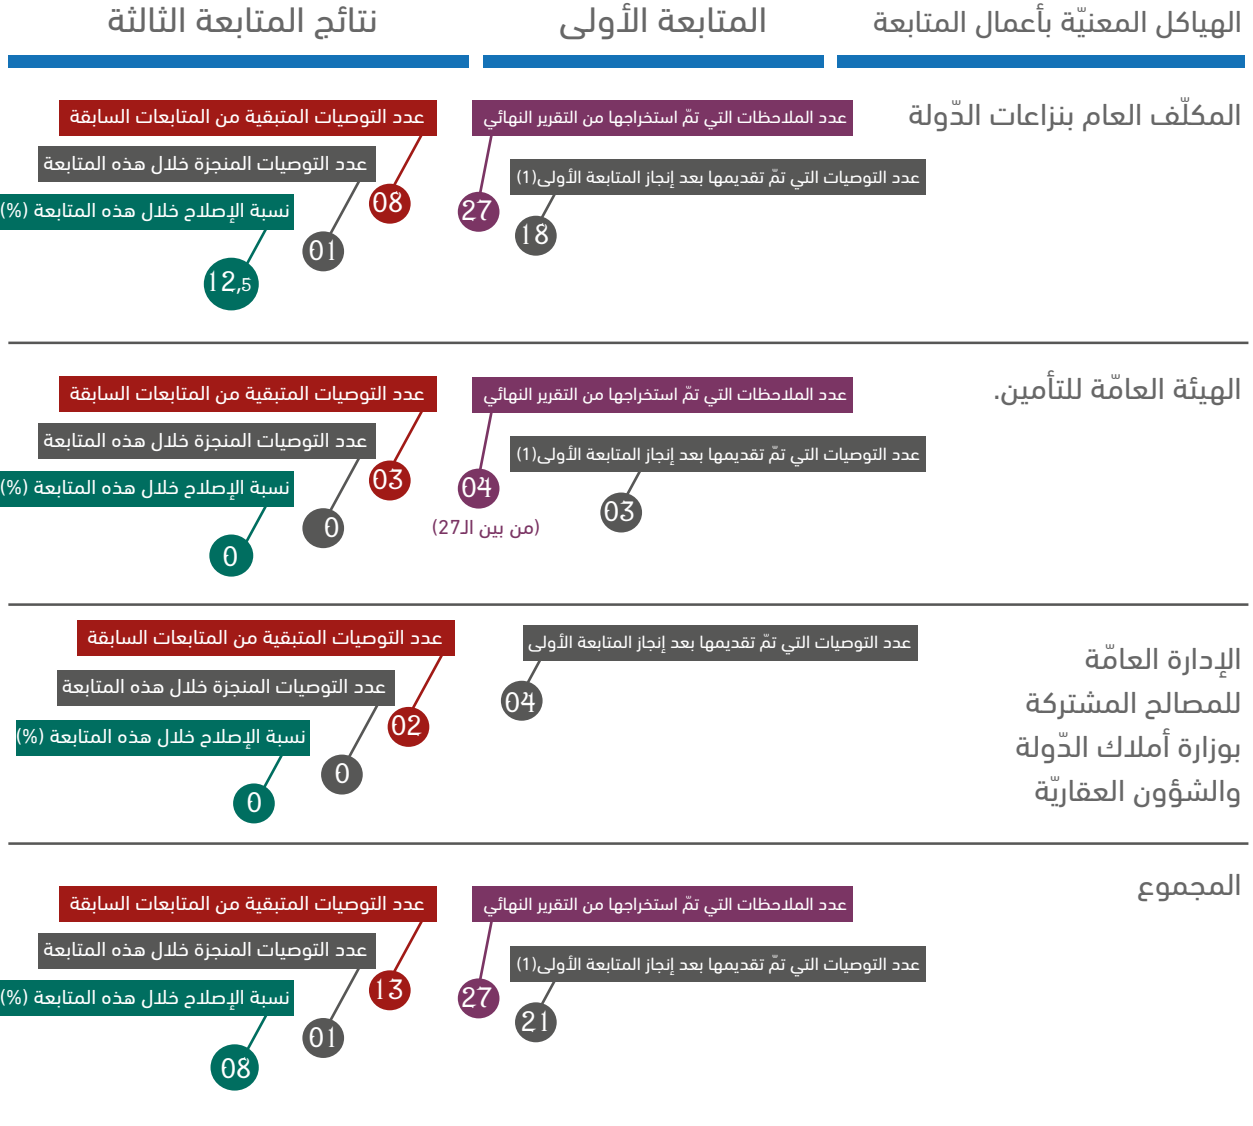 الهياكل المعنيّة بأعمال المتابعة
المتابعة الأولى
نتائج المتابعة الثالثة
المكلّف العام بنزاعات الدّولة
عدد الملاحظات التي تمّ استخراجها من التقرير النهائي
27
عدد التوصيات التي تمّ تقديمها بعد إنجاز المتابعة الأولى(1)
18
عدد التوصيات المتبقية من المتابعات السابقة
08
عدد التوصيات المنجزة خلال هذه المتابعة
01
نسبة الإصلاح خلال هذه المتابعة (%)
12,5
الهيئة العامّة للتأمين.
عدد الملاحظات التي تمّ استخراجها من التقرير النهائي
04
(من بين الـ27)
عدد التوصيات التي تمّ تقديمها بعد إنجاز المتابعة الأولى(1)
03
عدد التوصيات المتبقية من المتابعات السابقة
03
عدد التوصيات المنجزة خلال هذه المتابعة
0
نسبة الإصلاح خلال هذه المتابعة (%)
0
الإدارة العامّة
للمصالح المشتركة
بوزارة أملاك الدّولة
والشؤون العقاريّة
عدد التوصيات التي تمّ تقديمها بعد إنجاز المتابعة الأولى
04
عدد التوصيات المتبقية من المتابعات السابقة
02
عدد التوصيات المنجزة خلال هذه المتابعة
0
نسبة الإصلاح خلال هذه المتابعة (%)
0
المجموع
عدد الملاحظات التي تمّ استخراجها من التقرير النهائي
27
عدد التوصيات التي تمّ تقديمها بعد إنجاز المتابعة الأولى(1)
21
عدد التوصيات المتبقية من المتابعات السابقة
13
عدد التوصيات المنجزة خلال هذه المتابعة
01
نسبة الإصلاح خلال هذه المتابعة (%)
08